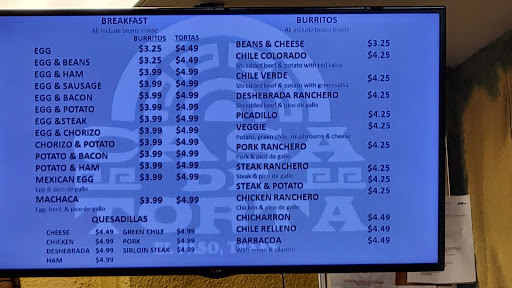 BREAKFAST
All include beans inside
BURRITOS TORTAS
EGG $3.25 $4.49
EGG & BEANS $3.25 $4.49
EGG & HAM $3.99 $4.99
EGG & SAUSAGE $3.99 $4.99
EGG & BACON $3.99 $4.99
EGG & POTATO $3.99 $4.99
EGG &STEAK $3.99 $4.99
EGG & CHORIZO $3.99 $4.99
CHORIZO & POTATO $3.99 $4.99
POTATO & BACON $3.99 $4.99
POTATO & HAM $3.99 $4.99
MEXICAN EGG $3.99 $4.99
Egg & pico de gallo
MACHACA $3.99 $4.99
Egg, beef, & pico de gallo
QUESADILLAS
CHEESE $4.49 GREEN CHILE $4.99
CHICKEN $4.99 PORK $4.99
DESHEBRADA $4.99 SIRLOIN STEAK $4.99
HAM $4.99
BURRITOS
All include beans inside
BEANS & CHEESE $3.25
CHILE COLORADO $4.25
Shredded beef & potato with red salsa
CHILE VERDE $4.25
Shredded beef & potato with green salsa
DESHEBRADA RANCHERO $4.25
Shredded beef & pico de gallo
PICADILLO $4.25
VEGGIE $4.25
Potato, green chile, mushrooms & cheese
PORK RANCHERO $4.25
Pork & pico de gallo
STEAK RANCHERO $4.25
Steak & pico de gallo
STEAK & POTATO $4.25
CHICKEN RANCHERO $4.25
Chicken & pico de gallo
CHICHARRON $4.49
CHILE RELLENO $4.49
BARBACOA $4.49
With onion & cilantro
CASA
DE
TORTA